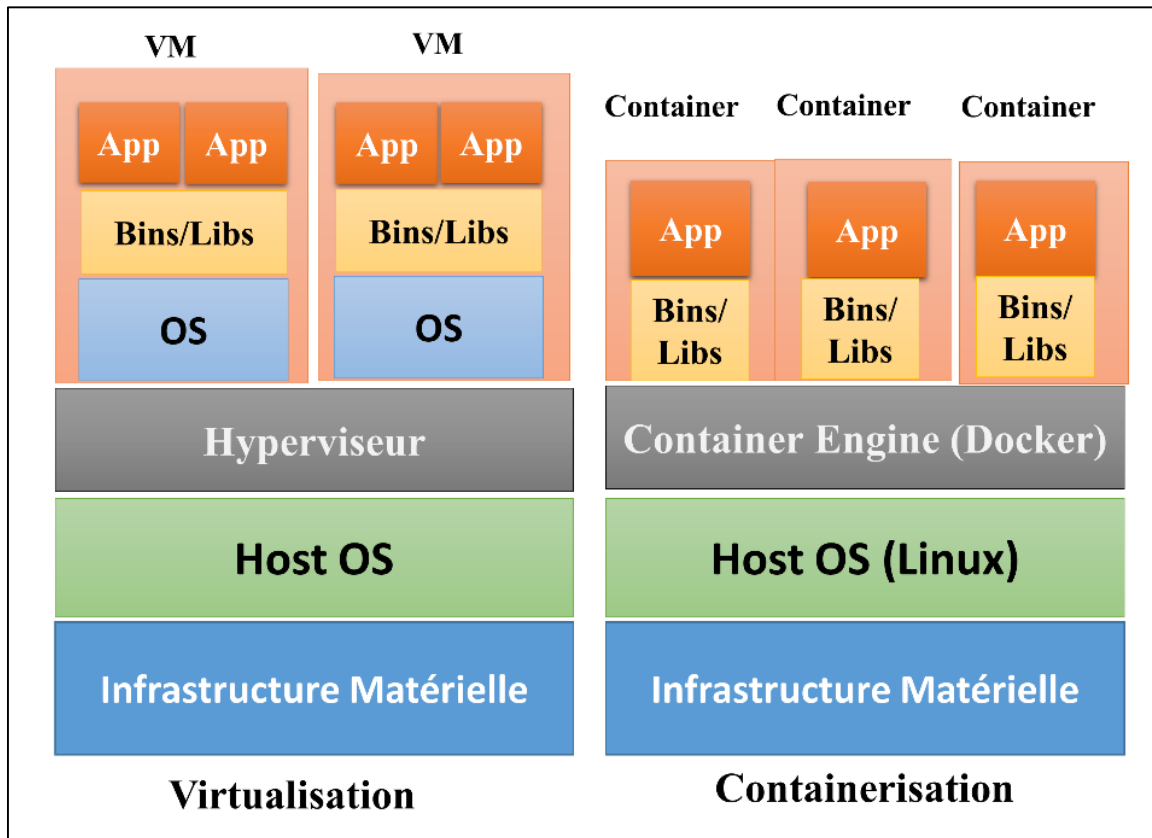 VM
VM
App
App
App
App
Bins/Libs
Bins/Libs
OS
OS
Hyperviseur
Host OS
Infrastructure Matérielle
Virtualisation
Container
Container
Container
App
App
App
Bins/
Libs
Bins/
Libs
Bins/
Libs
Container Engine (Docker)
Host OS (Linux)
Infrastructure Matérielle
Containerisation